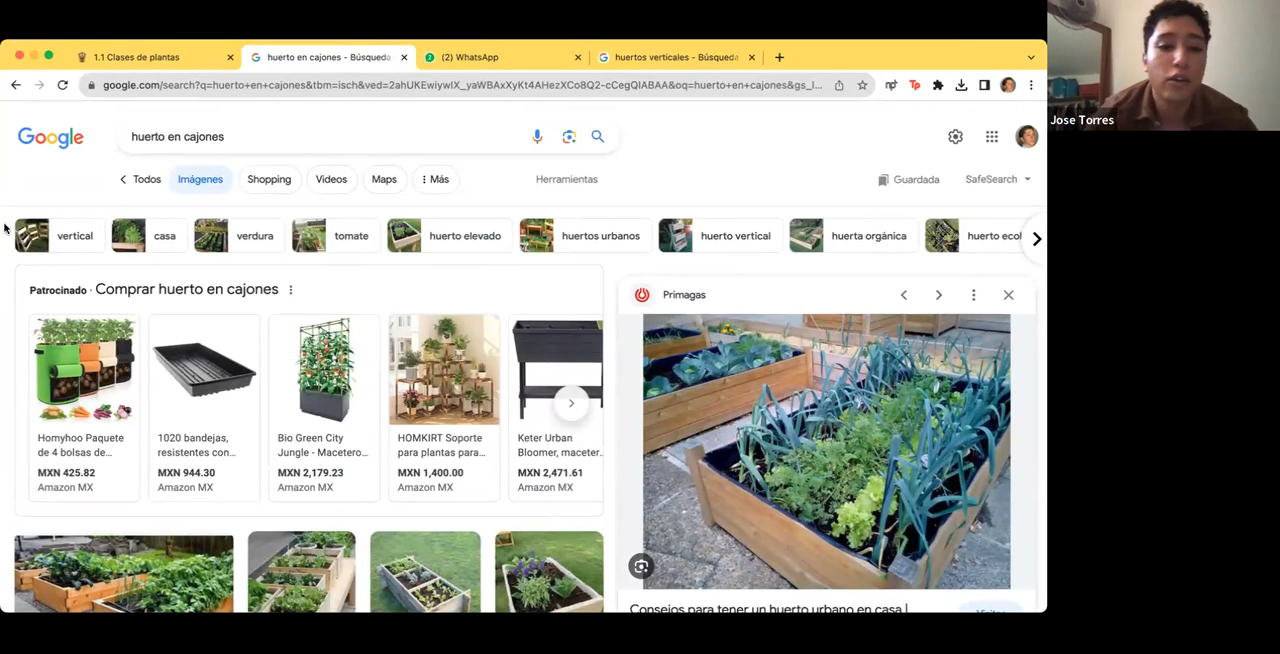 1.1 Clases de plantas
huerto en cajones - Búsqueda
(2) WhatsApp
huertos verticales - Búsqueda
google.com/search?q=huerto+en+cajones&tbm=isch&ved=2ahUKEwiywIX_yaWBAxXyKt4AHezXCo8Q2-cCegQIABAA&oq=huerto+en+cajones&gs_l...
Tp
Jose Torres
Google
huerto en cajones
Todos
Imágenes
Shopping
Videos
Maps
Más
Herramientas
Guardada
SafeSearch
vertical
casa
verdura
tomate
huerto elevado
huertos urbanos
huerto vertical
huerta orgánica
huerto ecol
Patrocinado · Comprar huerto en cajones
Primagas
Homyhoo Paquete
de 4 bolsas de...
MXN 425.82
Amazon MX
1020 bandejas,
resistentes con...
MXN 944.30
Amazon MX
Bio Green City
Jungle - Macetero...
MXN 2,179.23
Amazon MX
HOMKIRT Soporte
para plantas para...
MXN 1,400.00
Amazon MX
Keter Urban
Bloomer, maceter...
MXN 2,471.61
Amazon MX
Consejos para tener un huerto urbano en casa |